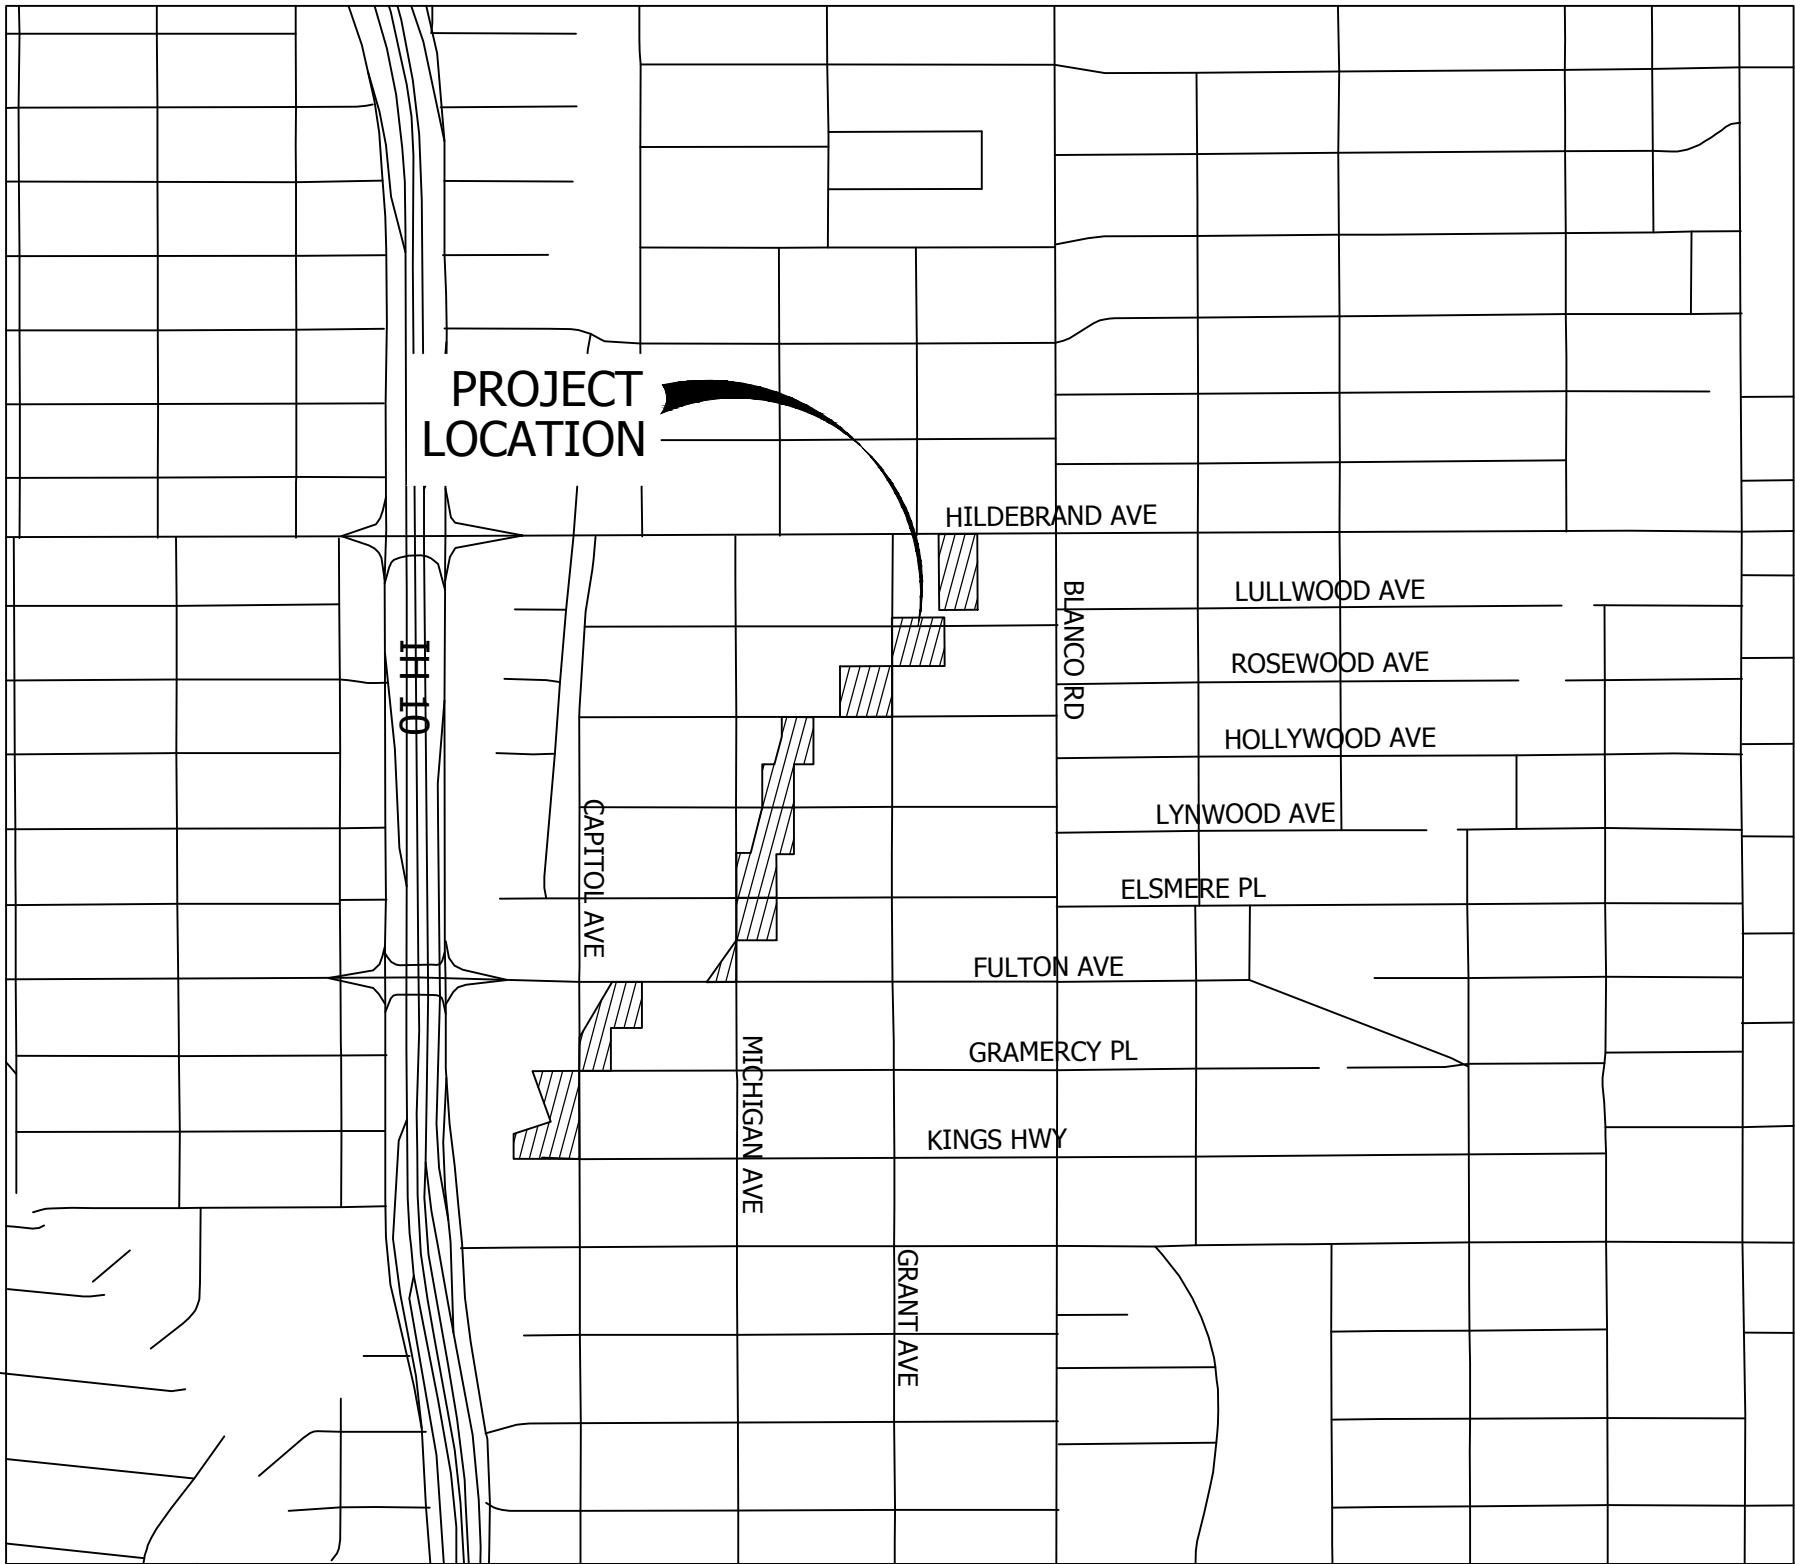 PROJECT
LOCATION
HILDEBRAND AVE
LULLWOOD AVE
BLANCO RD
IH 10
ROSEWOOD AVE
HOLLYWOOD AVE
CAPITOL AVE
LYNWOOD AVE
ELSMERE PL
FULTON AVE
MICHIGAN AVE
GRAMERCY PL
KINGS HWY
GRANT AVE